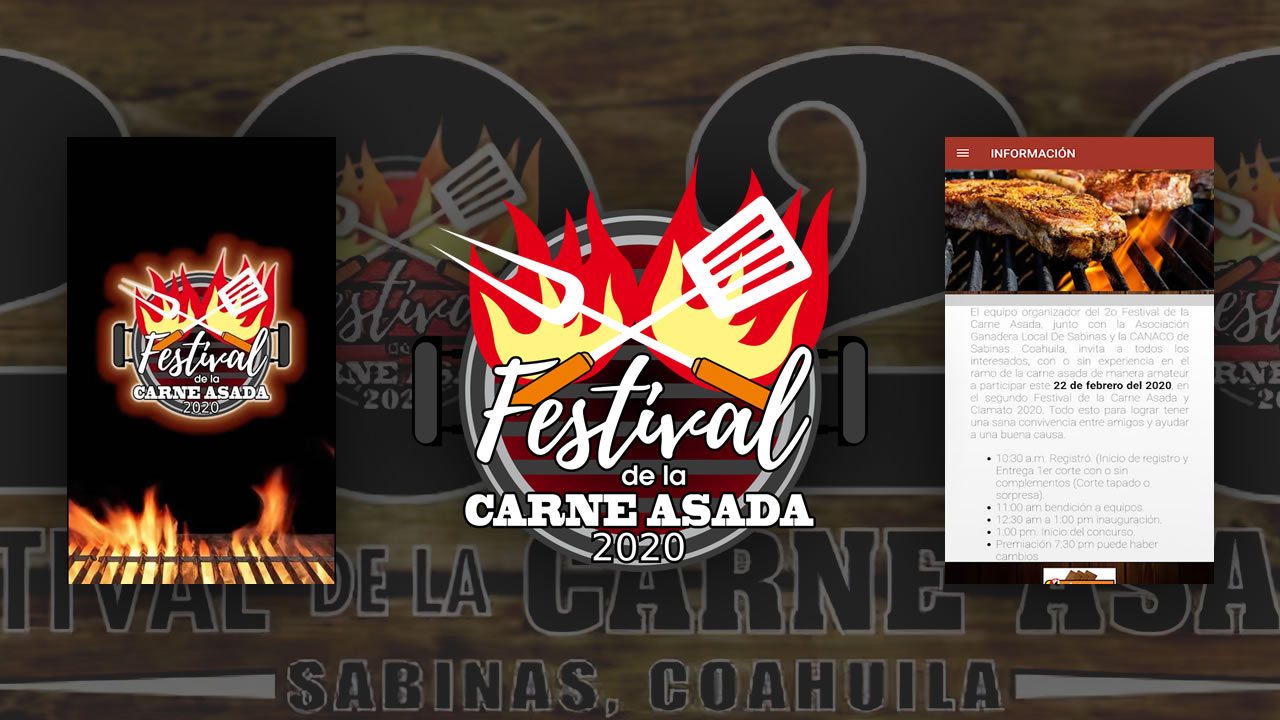 Festival
de la
CARNE ASADA
2020
Festival
de la
CARNE ASADA
2020
INFORMACIÓN
El equipo organizador del 2o Festival de la
Carne Asada, junto con la Asociación
Ganadera Local De Sabinas y la CANACO de
Sabinas Coahuila, invita a todos los
interesados, con o sin experiencia en el
ramo de la carne asada de manera amateur
a participar este 22 de febrero del 2020, en
el segundo Festival de la Carne Asada y
Clamato 2020. Todo esto para lograr tener
una sana convivencia entre amigos y ayudar
a una buena causa.
• 10:30 a.m. Registró. (Inicio de registro y
Entrega 1er corte con o sin
complementos (Corte tapado o
sorpresa).
• 11:00 am bendición a equipos.
• 12:30 am a 1:00 pm inauguración.
• 1:00 pm. Inicio del concurso.
• Premiación 7:30 pm puede haber
cambios
TIVAL DE LA CARNE ASA
SABINAS, COAHUILA